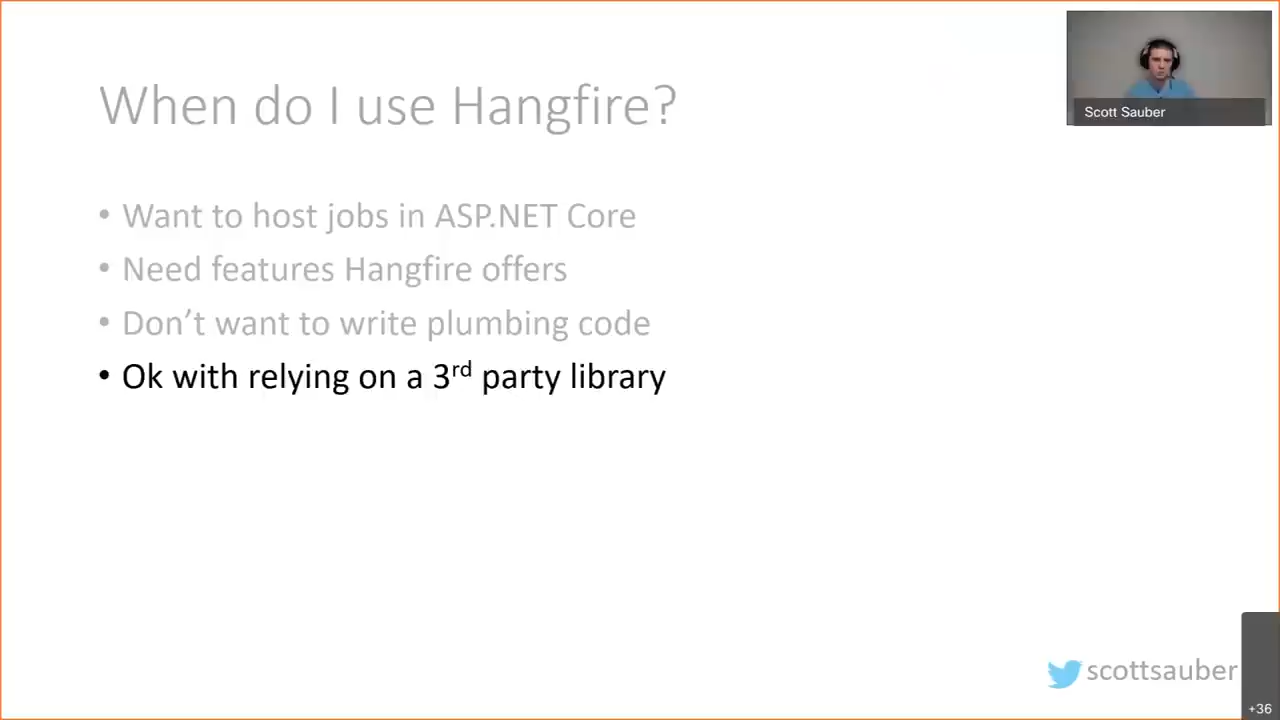 When do I use Hangfire?
• Want to host jobs in ASP.NET Core
• Need features Hangfire offers
• Don’t want to write plumbing code
• Ok with relying on a 3rd party library
Scott Sauber
scottsauber
+36